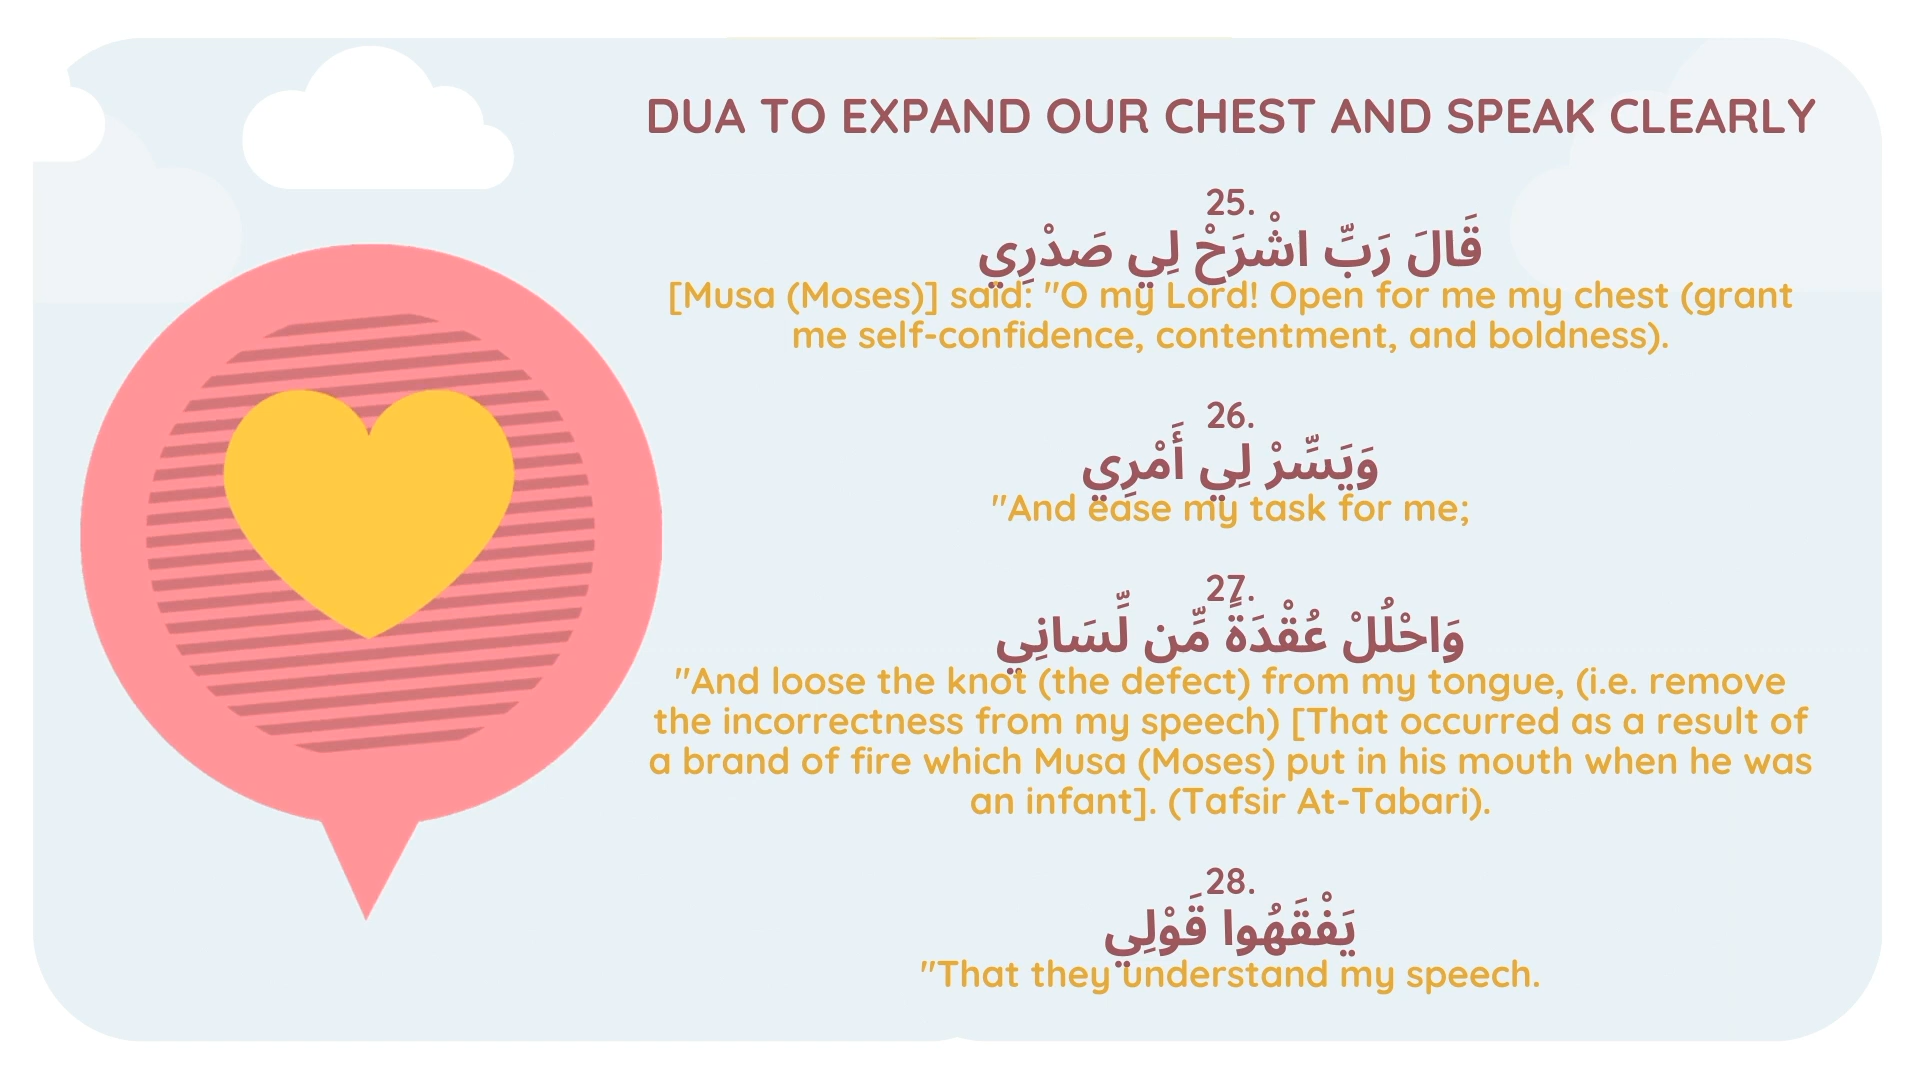 DUA TO EXPAND OUR CHEST AND SPEAK CLEARLY
25.
قَالَ رَبِّ اشْرَحْ لِي صَدْرِي
[Musa (Moses)] said: "O my Lord! Open for me my chest (grant
me self-confidence, contentment, and boldness).
26.
وَيَسِّرْ لِي أَمْرِي
"And ease my task for me;
27.
وَاحْلُلْ عُقْدَةً مِّن لِّسَانِي
"And loose the knot (the defect) from my tongue, (i.e. remove
the incorrectness from my speech) [That occurred as a result of
a brand of fire which Musa (Moses) put in his mouth when he was
an infant]. (Tafsir At-Tabari).
28.
يَفْقَهُوا قَوْلِي
"That they understand my speech.